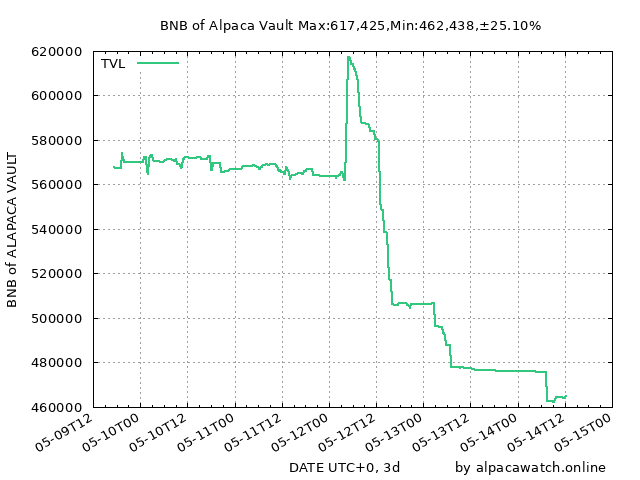 BNB of Alpaca Vault Max:617,425,Min:462,438,±25.10%
TVL
BNB of ALAPACA VAULT
620000
600000
580000
560000
540000
520000
500000
480000
460000
05-09T12
05-10T00
05-10T12
05-11T00
05-11T12
05-12T00
05-12T12
05-13T00
05-13T12
05-14T00
05-14T12
05-15T00
DATE UTC+0, 3d
by alpacawatch.online